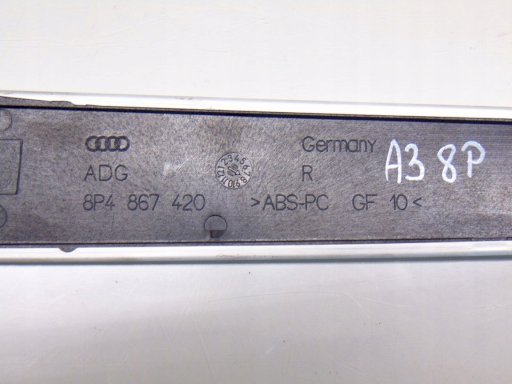 Germany
ADG R
8P4 867 420 >ABS-PC GF 10<
A3 8P